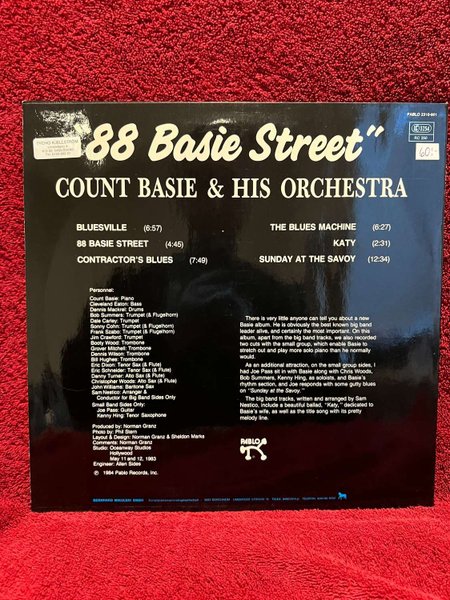 PABLO 2310-901
THORD KJELLSTRÖM
"88 Basie Street"
60:-
COUNT BASIE & HIS ORCHESTRA
BLUESVILLE (6:57)
88 BASIE STREET (4:45)
CONTRACTOR'S BLUES (7:49)
THE BLUES MACHINE (6:27)
KATY (2:31)
SUNDAY AT THE SAVOY (12:34)
Personnel:
Count Basie: Piano
Cleveland Eaton: Bass
Dennis Mackrel: Drums
Bob Summers: Trumpet (& Flugelhorn)
Dale Carley: Trumpet
Sonny Cohn: Trumpet (& Flugelhorn)
Frank Szabo: Trumpet (& Flugelhorn)
Jim Crawford: Trumpet
Booty Wood: Trombone
Grover Mitchell: Trombone
Dennis Wilson: Trombone
Bill Hughes: Trombone
Eric Dixon: Tenor Sax (& Flute)
Eric Schneider: Tenor Sax (& Flute)
Danny Turner: Alto Sax (& Flute)
Christopher Woods: Alto Sax (& Flute)
John Williams: Baritone Sax
Sam Nestico: Arranger &
Conductor for Big Band Sides Only
Small Band Sides Only:
Joe Pass: Guitar
Kenny Hing: Tenor Saxophone
Produced by: Norman Granz
Photo by: Phil Stern
Layout & Design: Norman Granz & Sheldon Marks
Comments: Norman Granz
Studio: Oceanway Studios
Hollywood
May 11 and 12, 1983
Engineer: Allen Sides
℗ 1984 Pablo Records, Inc.
There is very little anyone can tell you about a new
Basie album. He is obviously the best known big band
leader alive, and certainly the most important. On this
album, apart from the big band tracks, we also recorded
two cuts with the small group, which enable Basie to
stretch out and play more solo piano than he normally
would.
As an additional attraction, on the small group sides, I
had Joe Pass sit in with Basie along with Chris Woods,
Bob Summers, Kenny Hing, as soloists, and Basie's
rhythm section, and Joe responds with some gutty blues
on "Sunday at the Savoy."
The big band tracks, written and arranged by Sam
Nestico, include a beautiful ballad, "Katy," dedicated to
Basie's wife, as well as the title song with its pretty
melody line.
PABLO